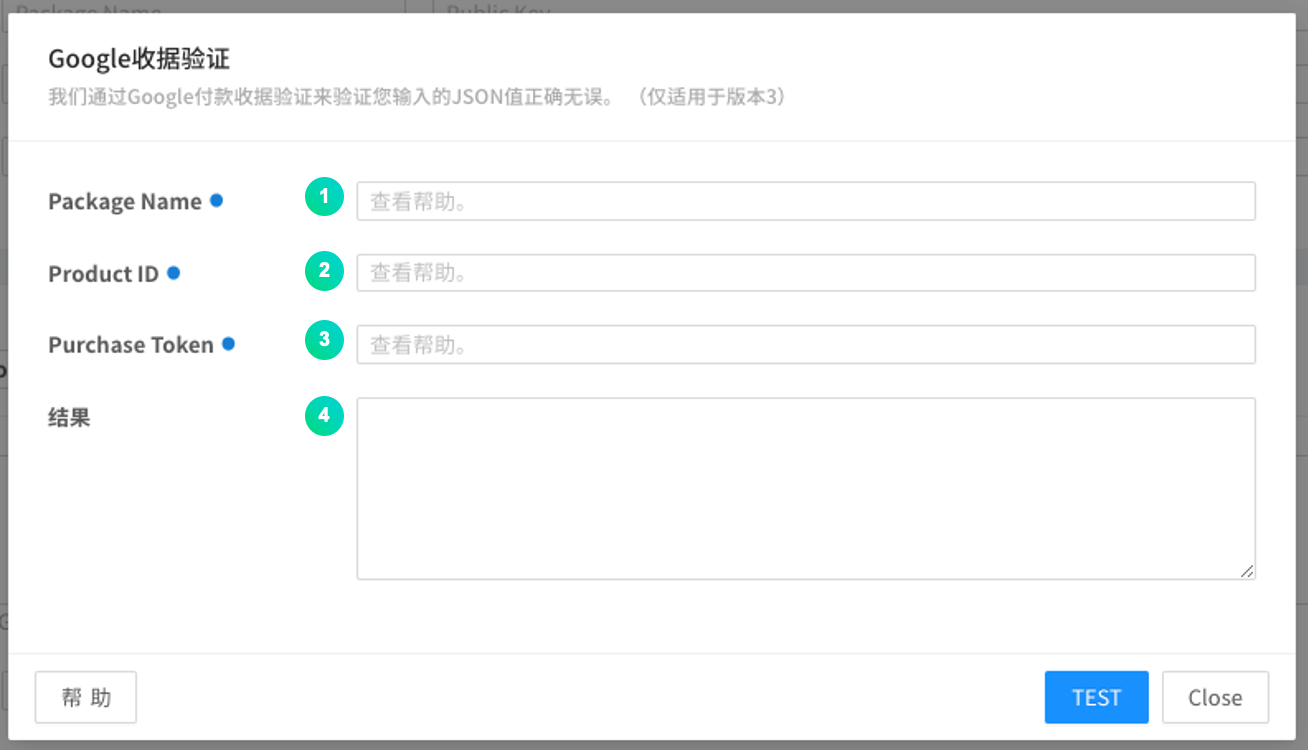 Package Name Public Key
Google收据验证
我们通过Google付款收据验证来验证您输入的JSON值正确无误。 （仅适用于版本3）
Package Name 1 查看帮助。
Product ID 2 查看帮助。
Purchase Token 3 查看帮助。
结果 4
帮 助 TEST Close